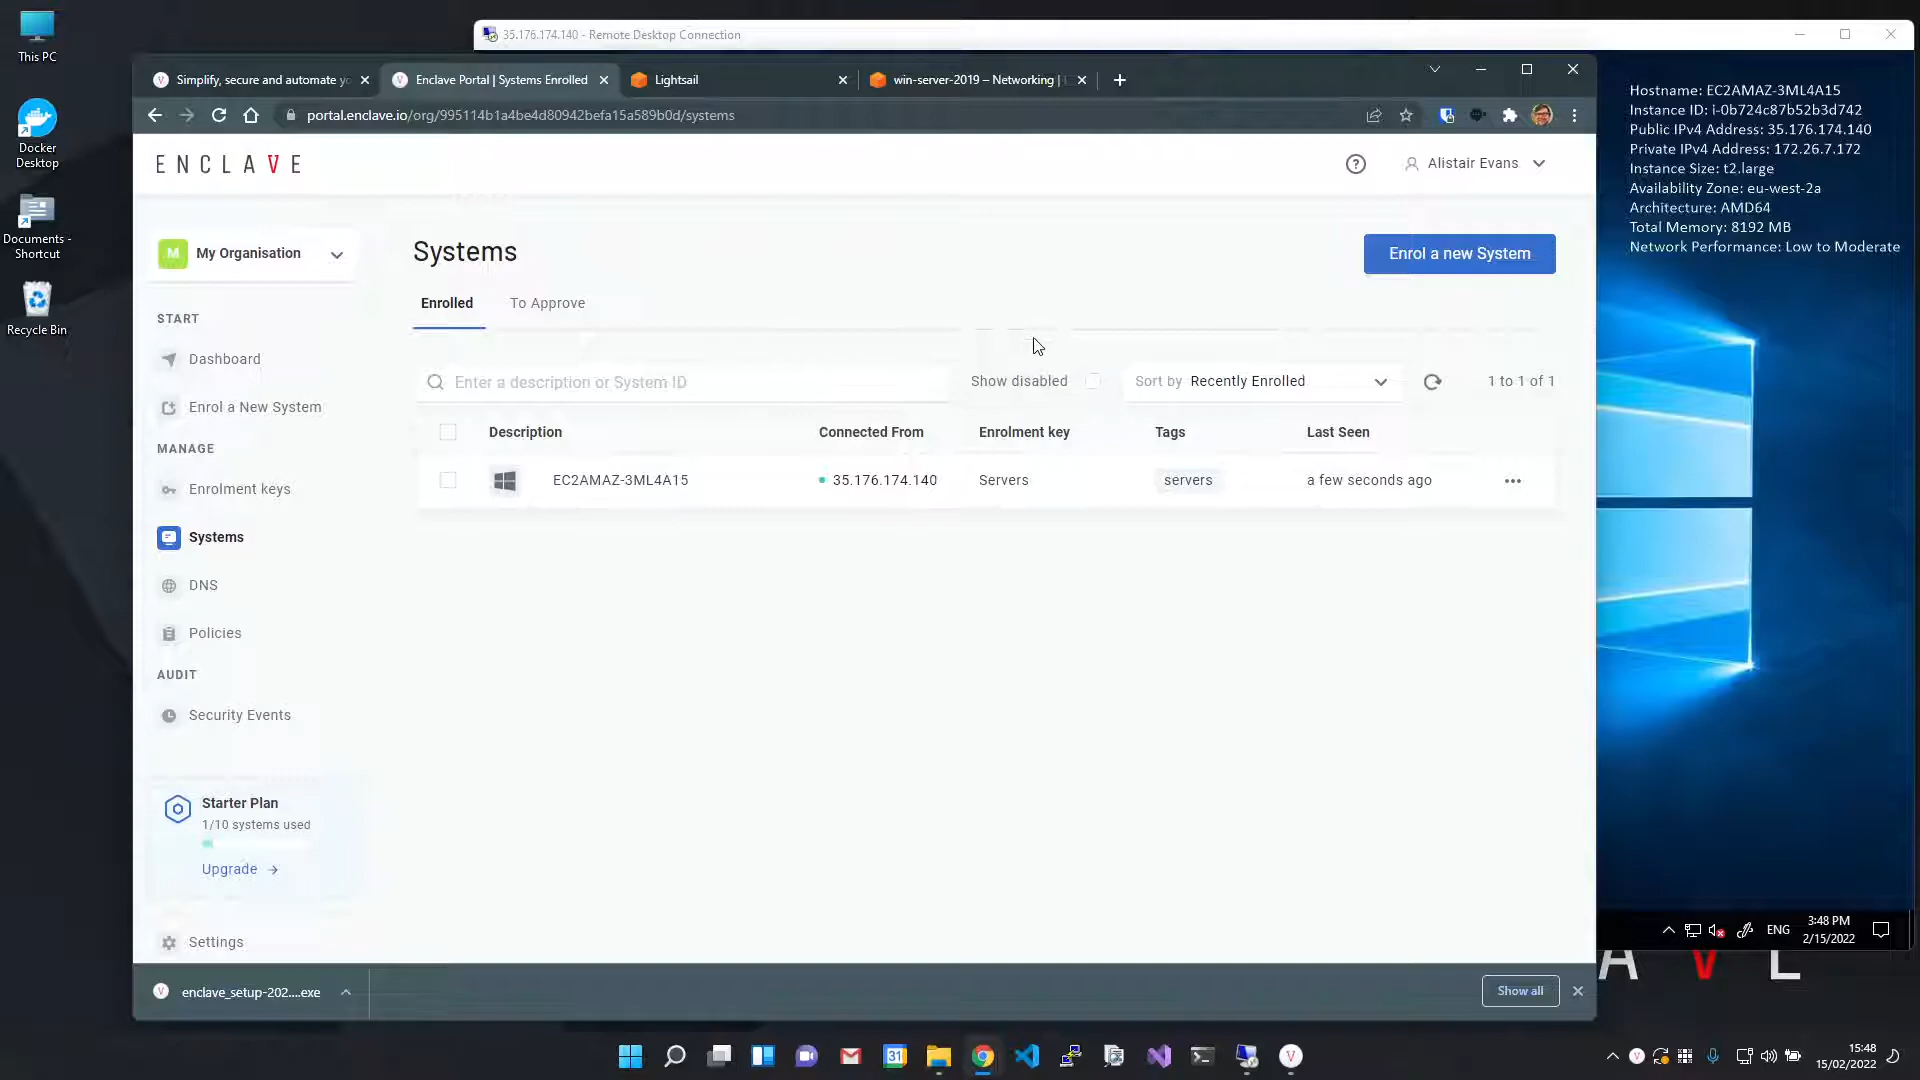 This PC
Docker
Desktop
Documents -
Shortcut
Recycle Bin
35.176.174.140 - Remote Desktop Connection
Simplify, secure and automate yo
Enclave Portal | Systems Enrolled
Lightsail
win-server-2019 – Networking |
portal.enclave.io/org/995114b1a4be4d80942befa15a589b0d/systems
ENCLAVE
Alistair Evans
M
My Organisation
START
Dashboard
Enrol a New System
MANAGE
Enrolment keys
Systems
DNS
Policies
AUDIT
Security Events
Starter Plan
1/10 systems used
Upgrade
Settings
Systems
Enrol a new System
Enrolled
To Approve
Enter a description or System ID
Show disabled
Sort by Recently Enrolled
1 to 1 of 1
Description
Connected From
Enrolment key
Tags
Last Seen
EC2AMAZ-3ML4A15
35.176.174.140
Servers
servers
a few seconds ago
enclave_setup-202....exe
Show all
Hostname: EC2AMAZ-3ML4A15
Instance ID: i-0b724c87b52b3d742
Public IPv4 Address: 35.176.174.140
Private IPv4 Address: 172.26.7.172
Instance Size: t2.large
Availability Zone: eu-west-2a
Architecture: AMD64
Total Memory: 8192 MB
Network Performance: Low to Moderate
ENG
3:48 PM
2/15/2022
A V E
31
15:48
15/02/2022